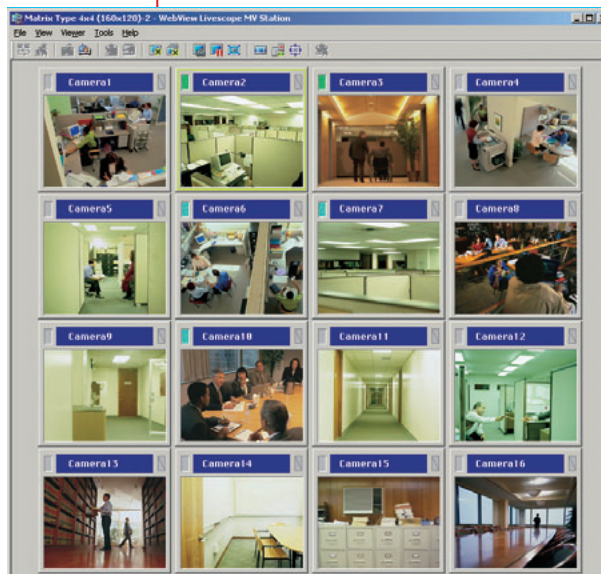 Matrix Type 4x4 (160x120)-2 - WebView Livescope MV Station
File View Viewer Tools Help
Camera1 Camera2 Camera3 Camera4
Camera5 Camera6 Camera7 Camera8
Camera9 Camera10 Camera11 Camera12
Camera13 Camera14 Camera15 Camera16